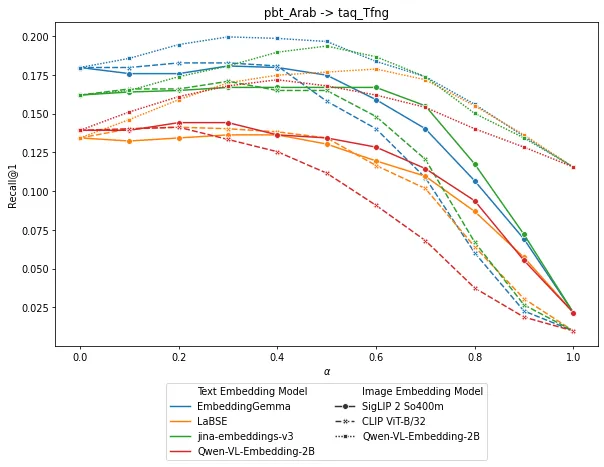 pbt_Arab -> taq_Tfng
0.200
0.175
0.150
0.125
0.100
0.075
0.050
0.025
Recall@1
0.0 0.2 0.4 0.6 0.8 1.0
α
Text Embedding Model Image Embedding Model
EmbeddingGemma SigLIP 2 So400m
LaBSE CLIP ViT-B/32
jina-embeddings-v3 Qwen-VL-Embedding-2B
Qwen-VL-Embedding-2B